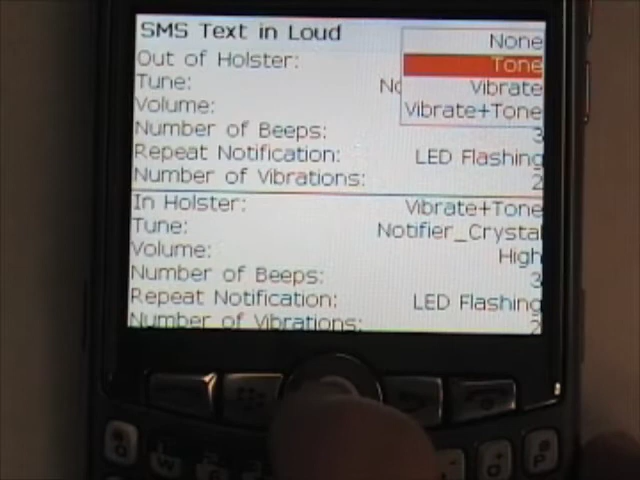 SMS Text in Loud
Out of Holster:
None
Tone
Vibrate
Vibrate+Tone
Tune: No
Volume:
Number of Beeps: 3
Repeat Notification: LED Flashing
Number of Vibrations: 2
In Holster: Vibrate+Tone
Tune: Notifier_Crystal
Volume: High
Number of Beeps: 3
Repeat Notification: LED Flashing
Number of Vibrations: 2
Q
W
P